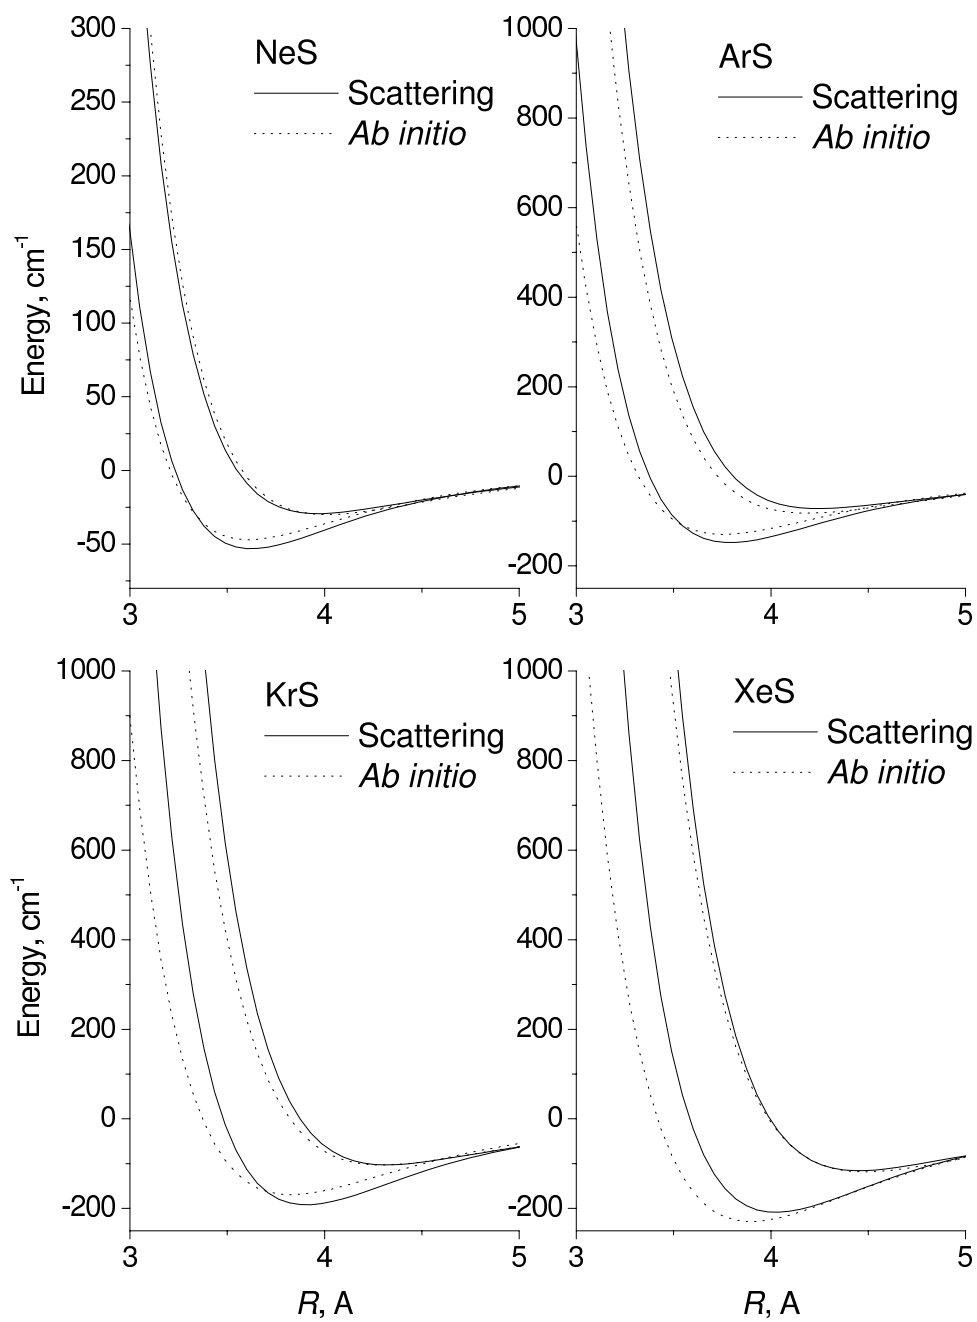 NeS
Scattering
Ab initio
300
250
200
150
100
50
0
-50
3
4
5
Energy, cm⁻¹
ArS
Scattering
Ab initio
1000
800
600
400
200
0
-200
3
4
5
KrS
Scattering
Ab initio
1000
800
600
400
200
0
-200
3
4
5
Energy, cm⁻¹
R, A
XeS
Scattering
Ab initio
1000
800
600
400
200
0
-200
3
4
5
R, A